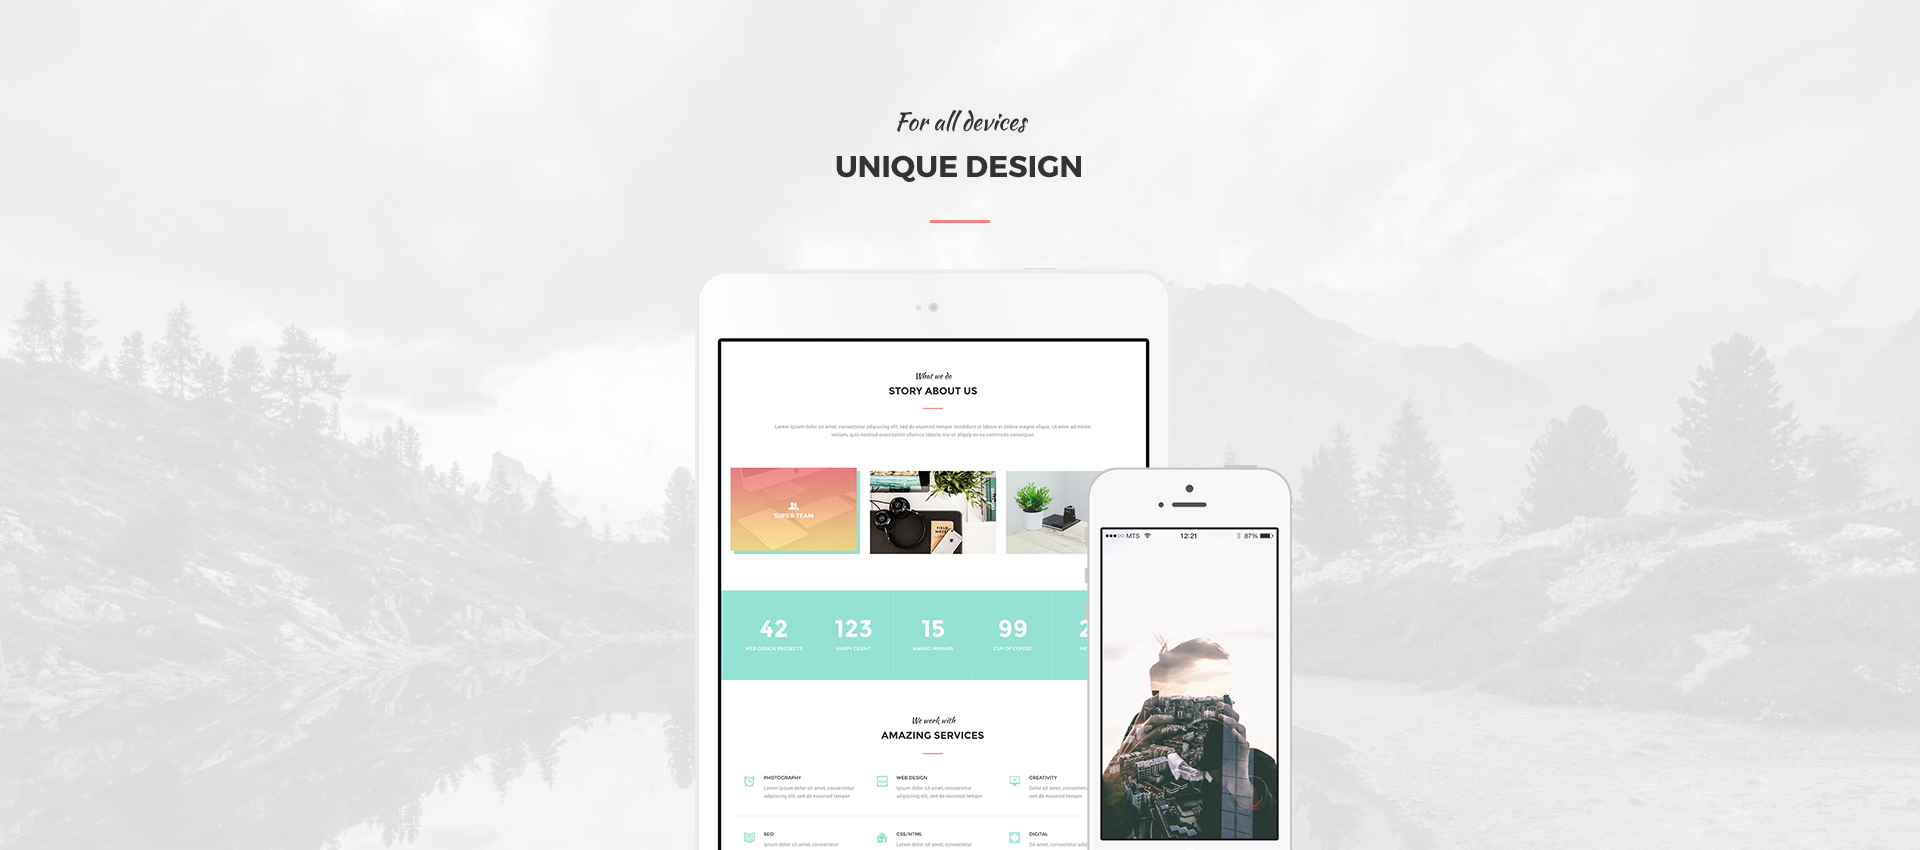 For all devices
UNIQUE DESIGN
What we do
STORY ABOUT US
Lorem ipsum dolor sit amet, consectetur adipiscing elit, sed do eiusmod tempor incididunt ut labore et dolore magna aliqua. Ut enim ad minim
veniam, quis nostrud exercitation ullamco laboris nisi ut aliquip ex ea commodo consequat.
SUPER TEAM
FIELD NOTES
MTS 12:21 87%
42 123 15 99 2
WEB DESIGN PROJECTS HAPPY CLIENT AWARD WINNER CUP OF COFFEE
We work with
AMAZING SERVICES
PHOTOGRAPHY
Lorem ipsum dolor sit amet, consectetur
adipiscing elit, sed do eiusmod tempor.
WEB DESIGN
Ipsum dolor sit amet, consectetur
adipiscing elit, sed do eiusmod tempor.
CREATIVITY
Dolor sit amet, consectetu
sed do eiusmod tempor.
SEO
Ipsum dolor sit amet, consectetur
CSS/HTML
Lorem dolor sit amet, consectetur
DIGITAL
Sit amet, consectetur adip